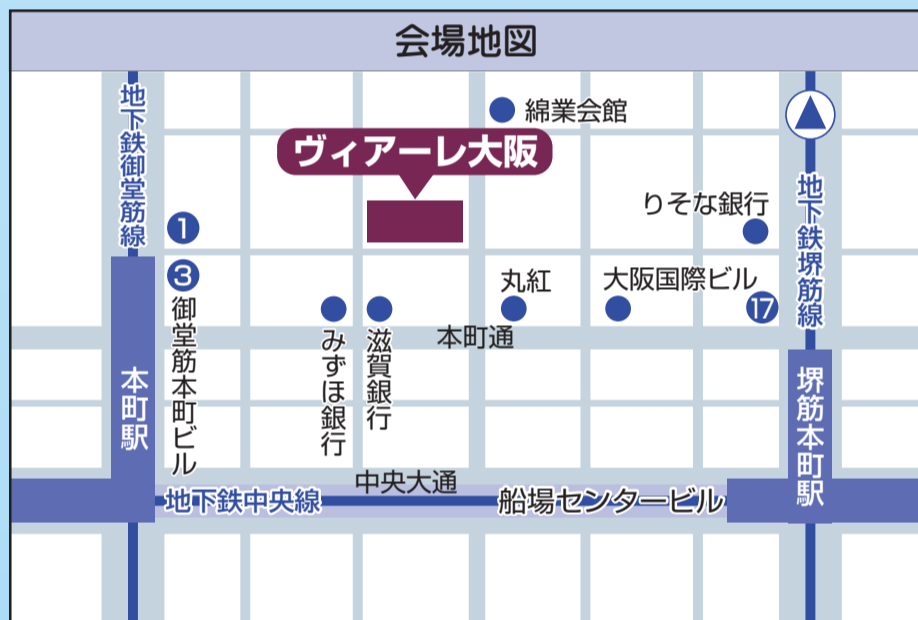 会場地図
地下鉄御堂筋線
綿業会館
ヴィアーレ大阪
りそな銀行
地下鉄堺筋線
1
3
御堂筋本町ビル
丸紅
大阪国際ビル
17
みずほ銀行
滋賀銀行
本町通
本町駅
堺筋本町駅
中央大通
地下鉄中央線
船場センタービル